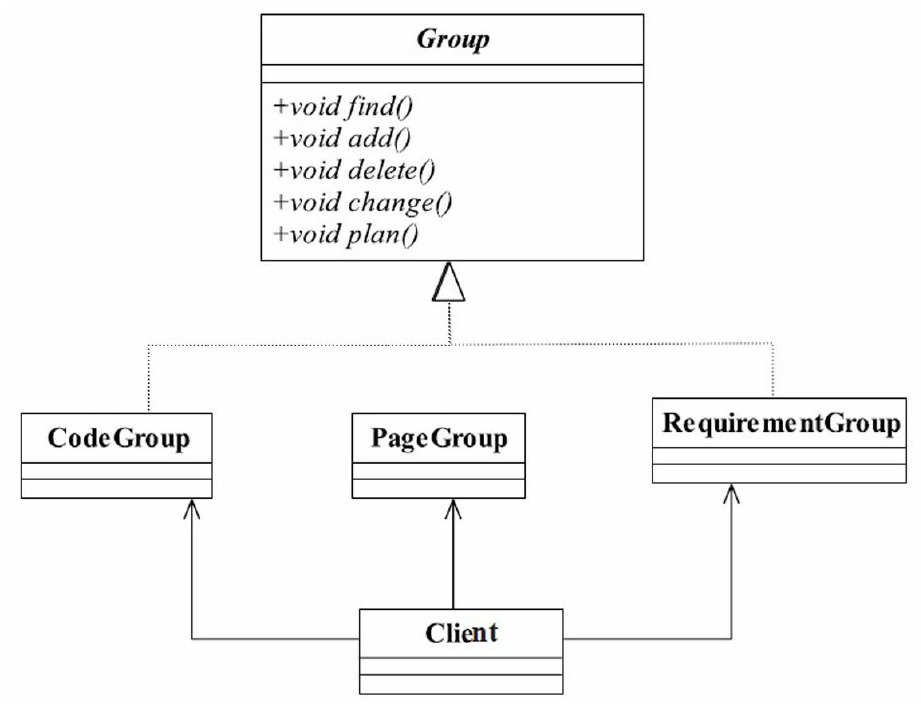 Group
+void find()
+void add()
+void delete()
+void change()
+void plan()
CodeGroup
PageGroup
RequirementGroup
Client